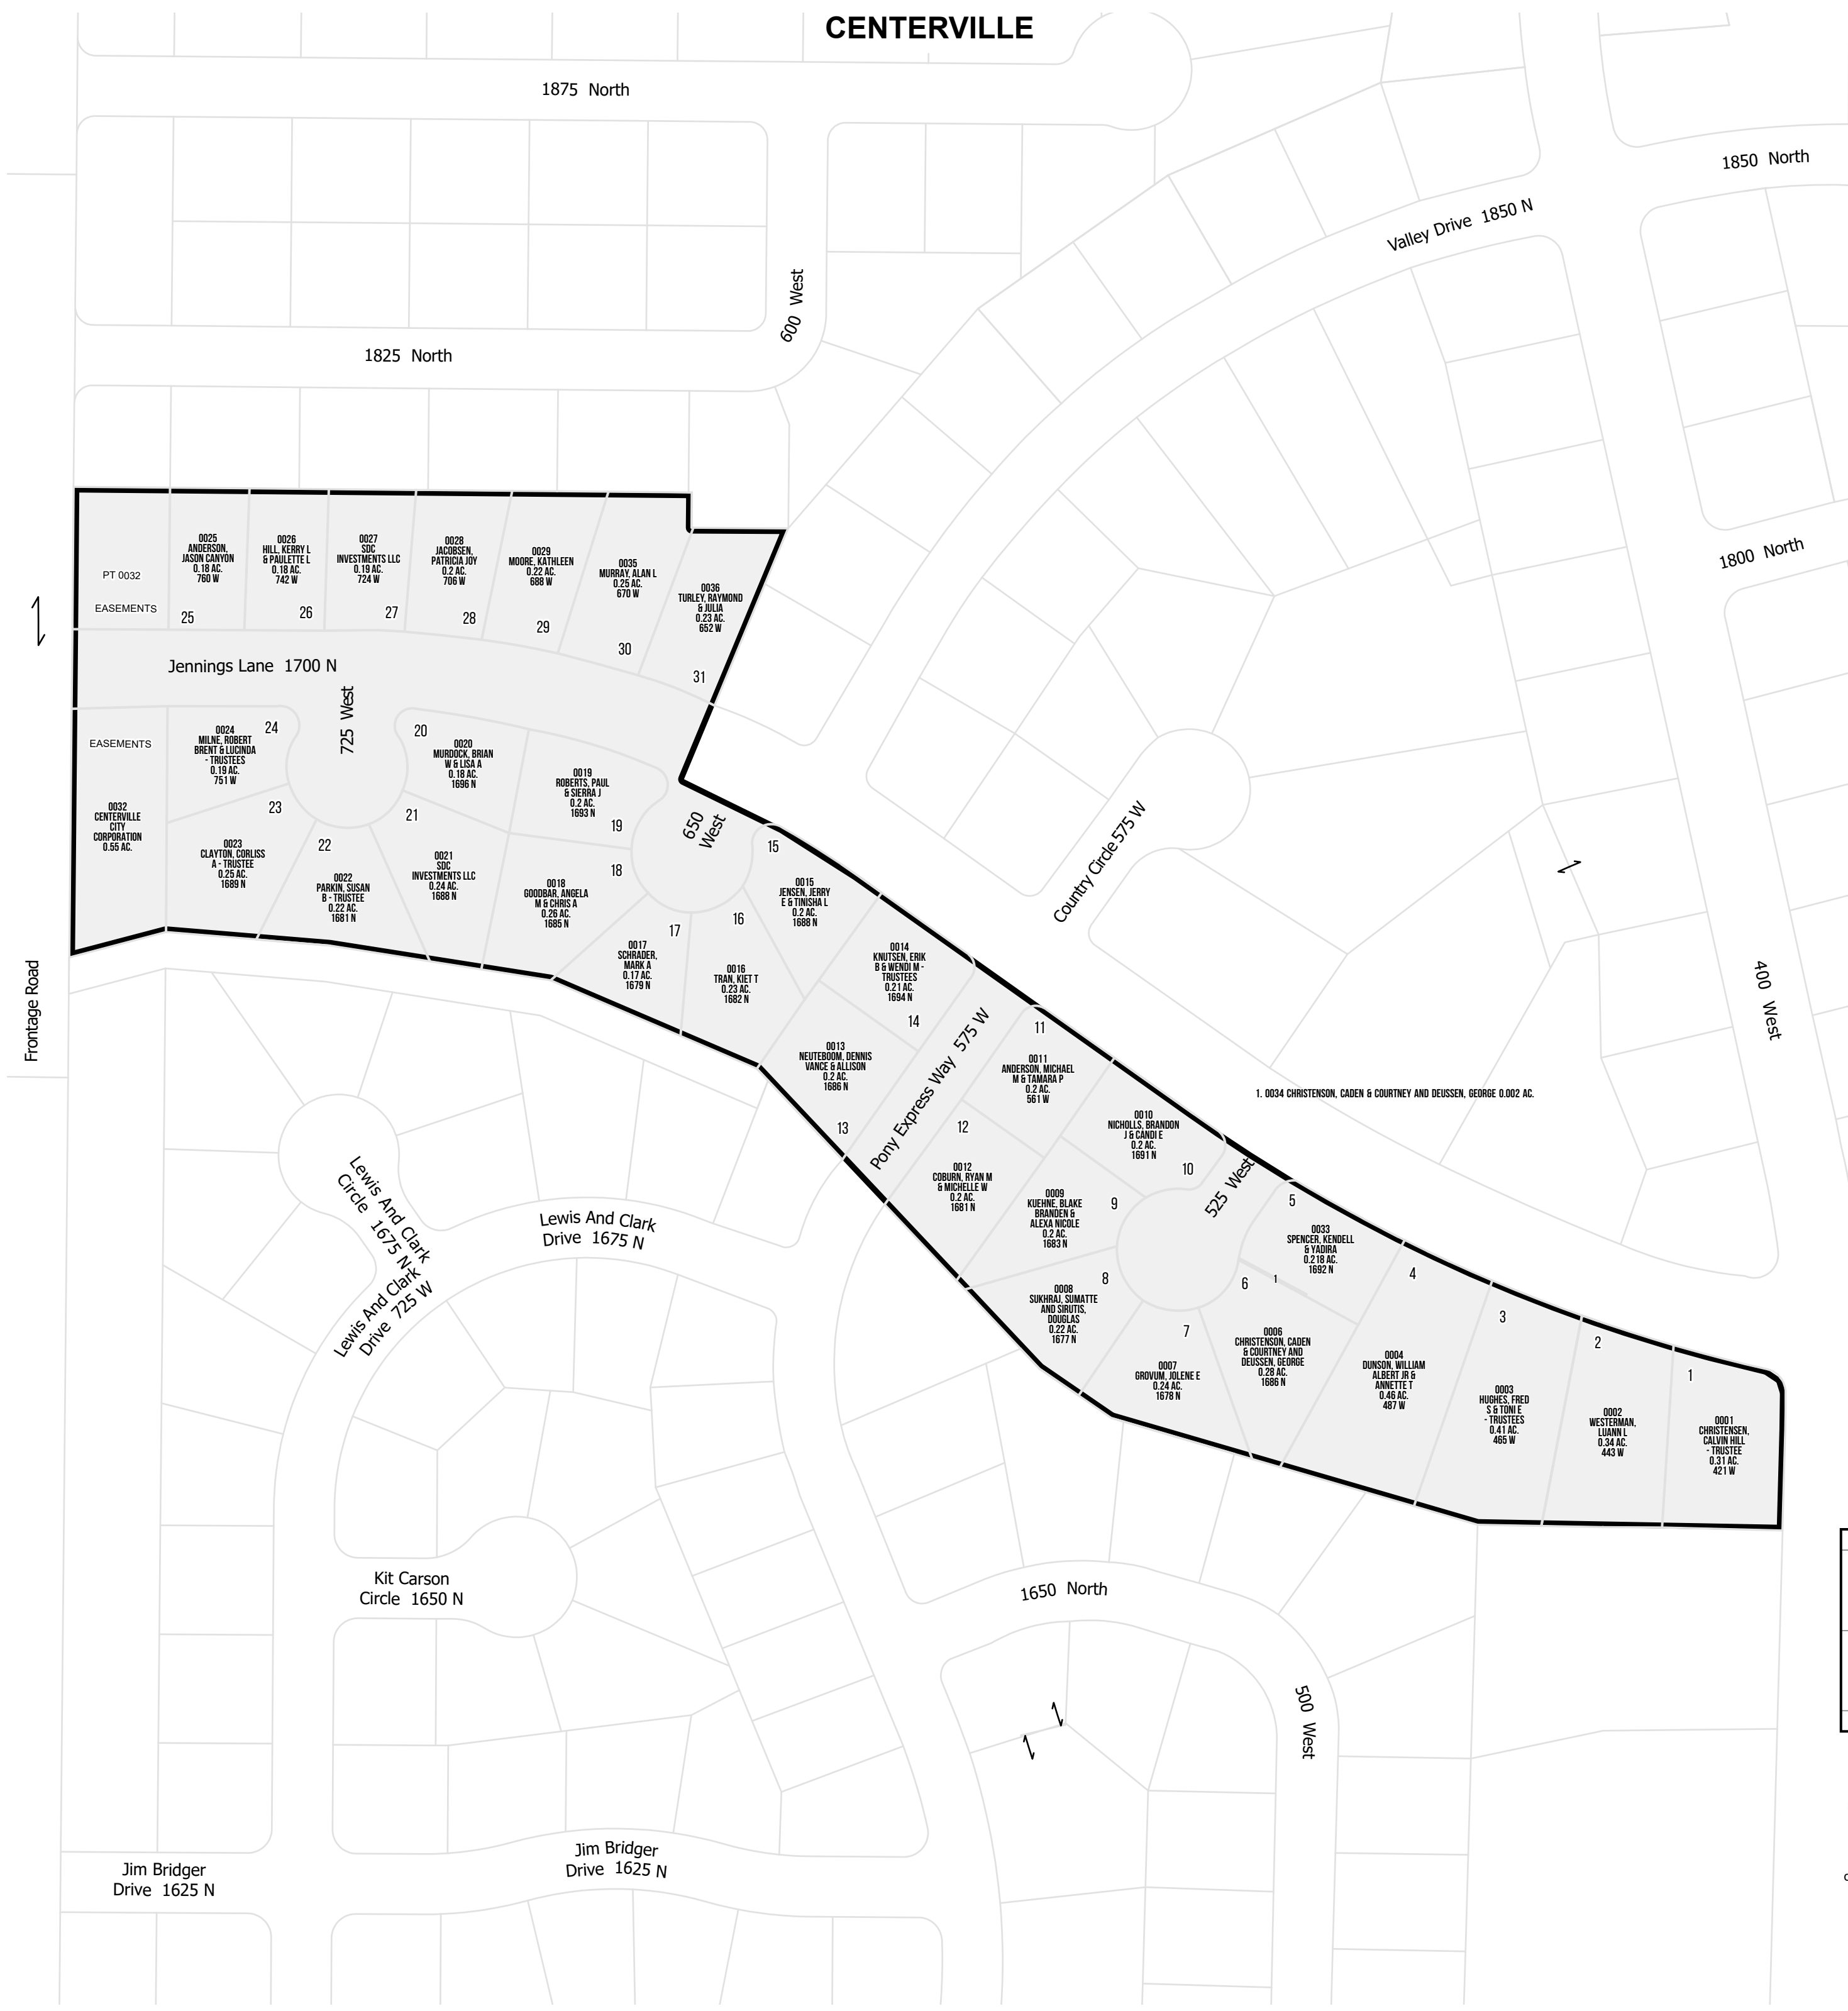 CENTERVILLE
1875 North
1850 North
Valley Drive 1850 N
600 West
1825 North
1800 North
PT 0032
EASEMENTS
0025
ANDERSON,
JASON CANYON
0.18 AC.
760 W
25
0026
HILL, KERRY L
& PAULETTE L
0.18 AC.
742 W
26
0027
SDC
INVESTMENTS LLC
0.19 AC.
724 W
27
0028
JACOBSEN,
PATRICIA JOY
0.2 AC.
706 W
28
0029
MOORE, KATHLEEN
0.22 AC.
688 W
29
0035
MURRAY, ALAN L
0.25 AC.
670 W
30
0036
TURLEY, RAYMOND
& JULIA
0.23 AC.
652 W
31
Jennings Lane 1700 N
725 West
EASEMENTS
0032
CENTERVILLE
CITY
CORPORATION
0.55 AC.
24
0024
MILNE, ROBERT
BRENT & LUCINDA
- TRUSTEES
0.19 AC.
751 W
23
0023
CLAYTON, CORLISS
A - TRUSTEE
0.25 AC.
1689 N
22
0022
PARKIN, SUSAN
B - TRUSTEE
0.22 AC.
1681 N
21
0021
SDC
INVESTMENTS LLC
0.24 AC.
1688 N
20
0020
MURDOCK, BRIAN
W & LISA A
0.18 AC.
1696 N
0019
ROBERTS, PAUL
& SIERRA J
0.2 AC.
1693 N
19
18
0018
GOODBAR, ANGELA
M & CHRIS A
0.26 AC.
1685 N
650
West
17
0017
SCHRADER,
MARK A
0.17 AC.
1679 N
16
0016
TRAN, KIET T
0.23 AC.
1682 N
15
0015
JENSEN, JERRY
E & TINISHA L
0.2 AC.
1688 N
0014
KNUTSEN, ERIK
B & WENDI M -
TRUSTEES
0.21 AC.
1694 N
14
0013
NEUTEBOOM, DENNIS
VANCE & ALLISON
0.2 AC.
1686 N
13
Pony Express Way 575 W
Country Circle 575 W
400 West
Frontage Road
11
0011
ANDERSON, MICHAEL
M & TAMARA P
0.2 AC.
561 W
12
0012
COBURN, RYAN M
& MICHELLE W
0.2 AC.
1681 N
1. 0034 CHRISTENSON, CADEN & COURTNEY AND DEUSSEN, GEORGE 0.002 AC.
0010
NICHOLLS, BRANDON
J & CANDI E
0.2 AC.
1691 N
10
9
0009
KUEHNE, BLAKE
BRANDEN &
ALEXA NICOLE
0.2 AC.
1683 N
525 West
8
0008
SUKHRAJ, SUMATTE
AND SIRUTIS,
DOUGLAS
0.22 AC.
1677 N
7
0007
GROVUM, JOLENE E
0.24 AC.
1678 N
6
1
0006
CHRISTENSON, CADEN
& COURTNEY AND
DEUSSEN, GEORGE
0.28 AC.
1686 N
5
0033
SPENCER, KENDELL
& YADIRA
0.218 AC.
1692 N
4
0004
DUNSON, WILLIAM
ALBERT JR &
ANNETTE T
0.46 AC.
487 W
3
0003
HUGHES, FRED
S & TONI E
- TRUSTEES
0.41 AC.
465 W
2
0002
WESTERMAN,
LUANN L
0.34 AC.
443 W
1
0001
CHRISTENSEN,
CALVIN HILL
- TRUSTEE
0.31 AC.
421 W
Lewis And Clark
Circle 1675 N
Lewis And Clark
Drive 1675 N
Lewis And Clark
Drive 725 W
Kit Carson
Circle 1650 N
1650 North
500 West
Jim Bridger
Drive 1625 N
Jim Bridger
Drive 1625 N